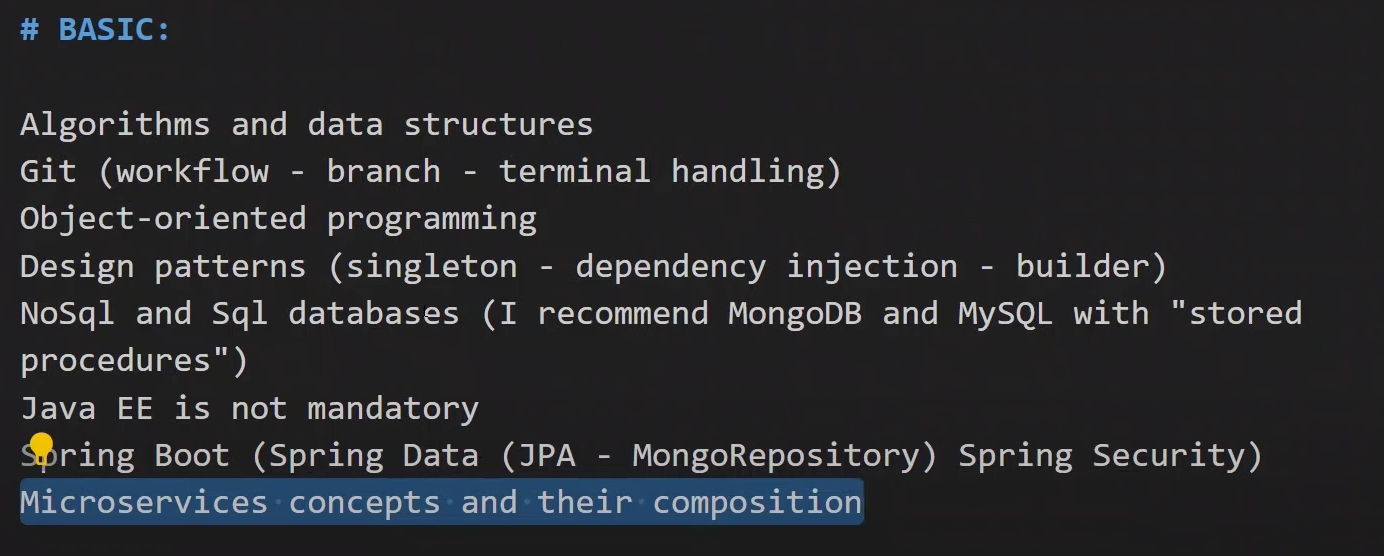 # BASIC:
Algorithms and data structures
Git (workflow - branch - terminal handling)
Object-oriented programming
Design patterns (singleton - dependency injection - builder)
NoSql and Sql databases (I recommend MongoDB and MySQL with "stored
procedures")
Java EE is not mandatory
Spring Boot (Spring Data (JPA - MongoRepository) Spring Security)
Microservices concepts and their composition